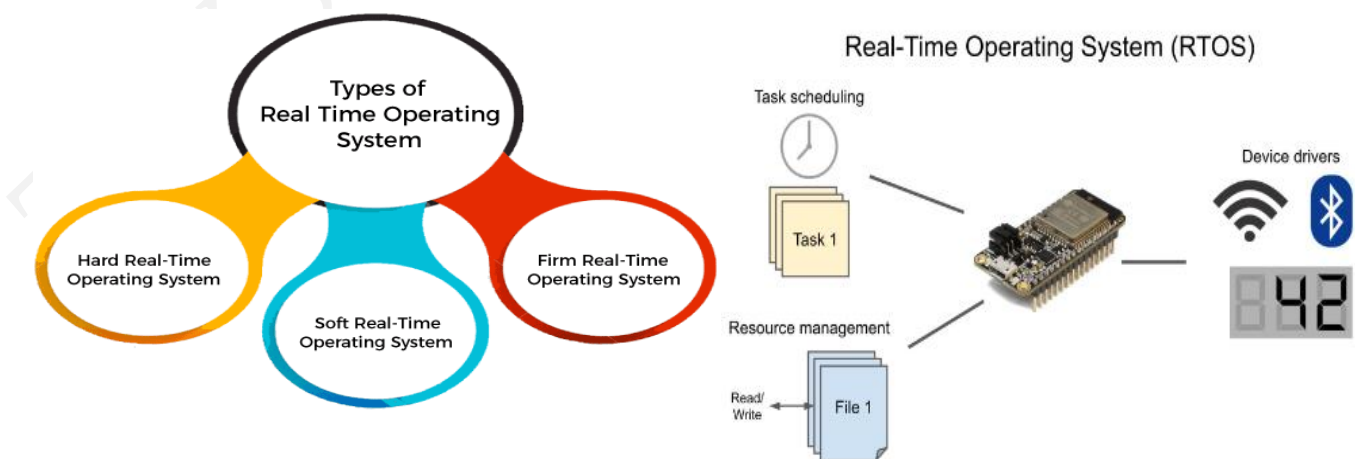 Types of
Real Time Operating
System
Hard Real-Time
Operating System
Soft Real-Time
Operating System
Firm Real-Time
Operating System
Real-Time Operating System (RTOS)
Task scheduling
Task 1
Resource management
Read/
Write
File 1
Device drivers
42